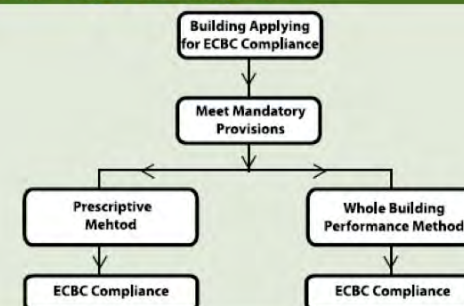 Building Applying
for ECBC Compliance
Meet Mandatory
Provisions
Prescriptive
Mehtod
Whole Building
Performance Method
ECBC Compliance
ECBC Compliance